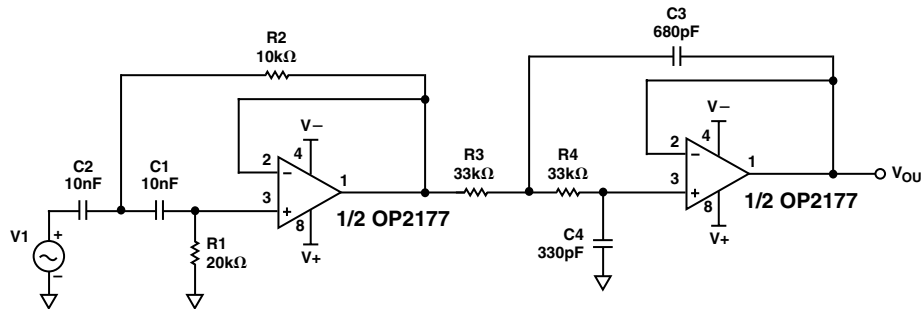 R2
10kΩ
C3
680pF
C2
10nF
C1
10nF
V−
2
4
1
3
8
V+
1/2 OP2177
R3
33kΩ
R4
33kΩ
V−
2
4
1
3
8
V+
1/2 OP2177
VOU
V1
+
−
R1
20kΩ
C4
330pF
−
+
−
+